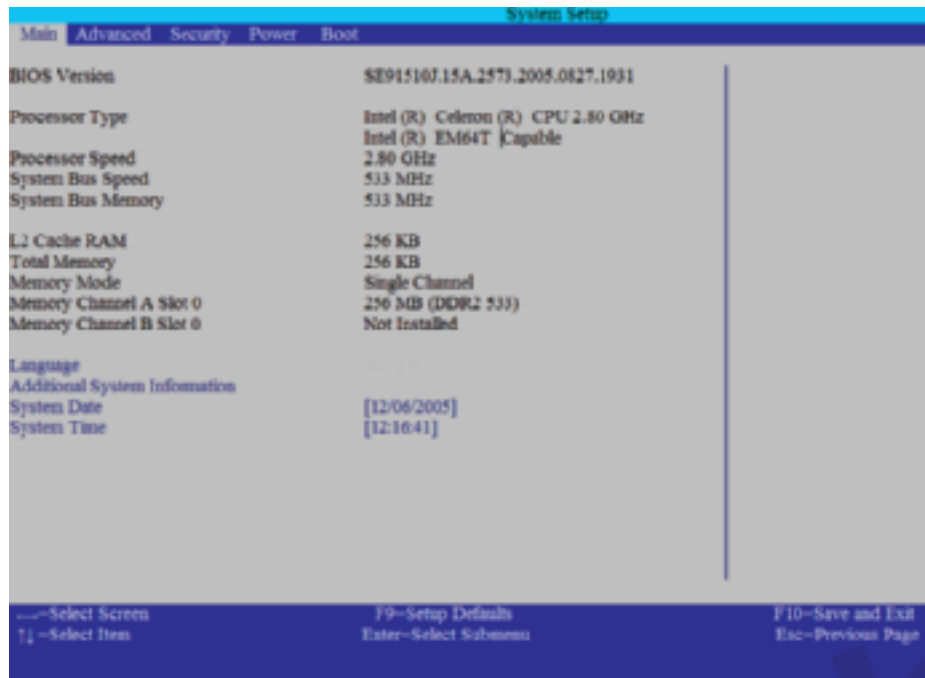 System Setup
Main Advanced Security Power Boot
BIOS Version SE91510J.15A.2573.2005.0827.1931
Processor Type Intel (R) Celeron (R) CPU 2.80 GHz
Intel (R) EM64T Capable
Processor Speed 2.80 GHz
System Bus Speed 533 MHz
System Bus Memory 533 MHz
L2 Cache RAM 256 KB
Total Memory 256 KB
Memory Mode Single Channel
Memory Channel A Slot 0 256 MB (DDR2 533)
Memory Channel B Slot 0 Not Installed
Language
Additional System Information
System Date [12/06/2005]
System Time [12:16:41]
←→=Select Screen F9=Setup Defaults F10=Save and Exit
↑↓=Select Item Enter=Select Submenu Esc=Previous Page